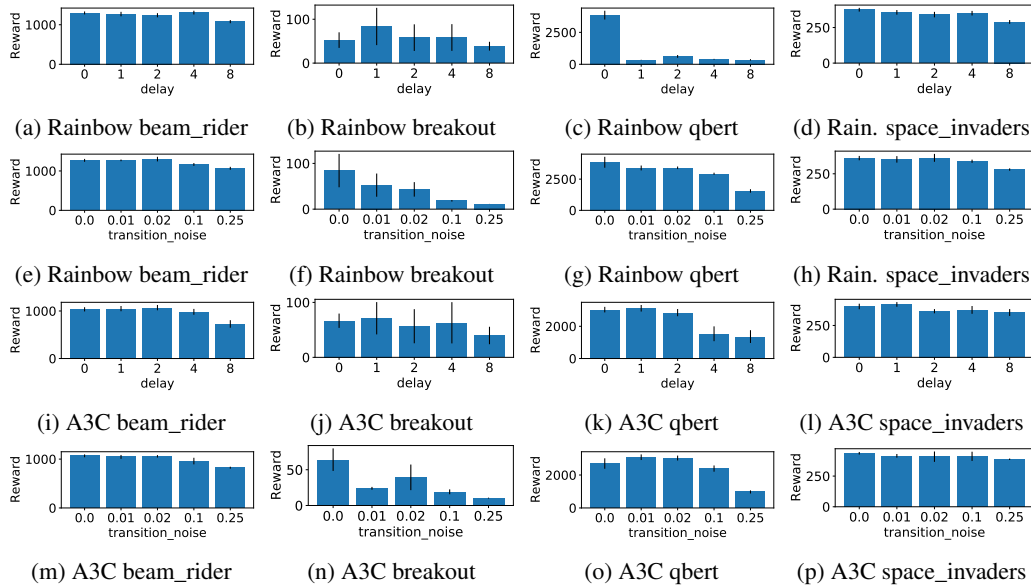 Reward 1000 0 0 1 2 4 8 delay
Reward 100 50 0 0 1 2 4 8 delay
Reward 2500 0 0 1 2 4 8 delay
Reward 250 0 0 1 2 4 8 delay
(a) Rainbow beam_rider (b) Rainbow breakout (c) Rainbow qbert (d) Rain. space_invaders
Reward 1000 0 0.0 0.01 0.02 0.1 0.25 transition_noise
Reward 100 0 0.0 0.01 0.02 0.1 0.25 transition_noise
Reward 2500 0 0.0 0.01 0.02 0.1 0.25 transition_noise
Reward 250 0 0.0 0.01 0.02 0.1 0.25 transition_noise
(e) Rainbow beam_rider (f) Rainbow breakout (g) Rainbow qbert (h) Rain. space_invaders
Reward 1000 0 0 1 2 4 8 delay
Reward 100 0 0 1 2 4 8 delay
Reward 2000 0 0 1 2 4 8 delay
Reward 250 0 0 1 2 4 8 delay
(i) A3C beam_rider (j) A3C breakout (k) A3C qbert (l) A3C space_invaders
Reward 1000 0 0.0 0.01 0.02 0.1 0.25 transition_noise
Reward 50 0 0.0 0.01 0.02 0.1 0.25 transition_noise
Reward 2000 0 0.0 0.01 0.02 0.1 0.25 transition_noise
Reward 250 0 0.0 0.01 0.02 0.1 0.25 transition_noise
(m) A3C beam_rider (n) A3C breakout (o) A3C qbert (p) A3C space_invaders